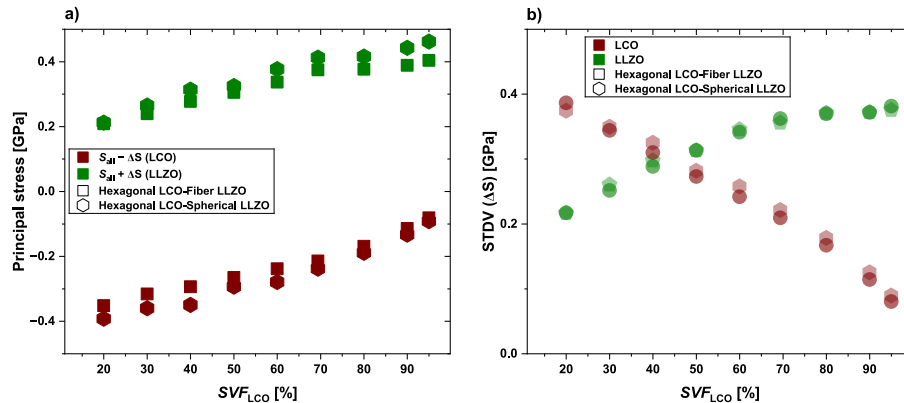 a)
Principal stress [GPa]
0.4
0.2
0.0
−0.2
−0.4
S_all − ΔS (LCO)
S_all + ΔS (LLZO)
Hexagonal LCO-Fiber LLZO
Hexagonal LCO-Spherical LLZO
20 30 40 50 60 70 80 90
SVF_LCO [%]
b)
STDV (ΔS) [GPa]
0.4
0.2
0.0
LCO
LLZO
Hexagonal LCO-Fiber LLZO
Hexagonal LCO-Spherical LLZO
20 30 40 50 60 70 80 90
SVF_LCO [%]